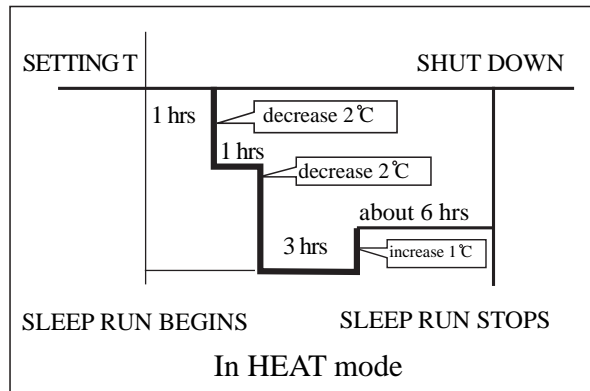 SETTING T SHUT DOWN
1 hrs decrease 2℃
1 hrs decrease 2℃
about 6 hrs
3 hrs increase 1℃
SLEEP RUN BEGINS SLEEP RUN STOPS
In HEAT mode